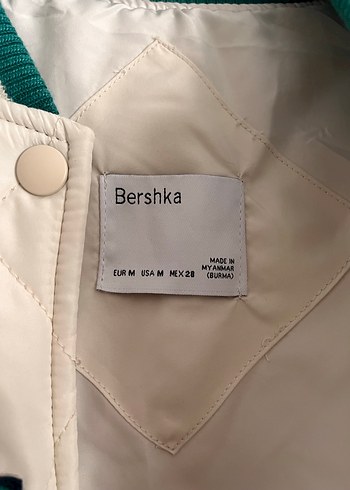 Bershka
MADE IN
MYANMAR
(BURMA)
EUR M USA M MEX 28